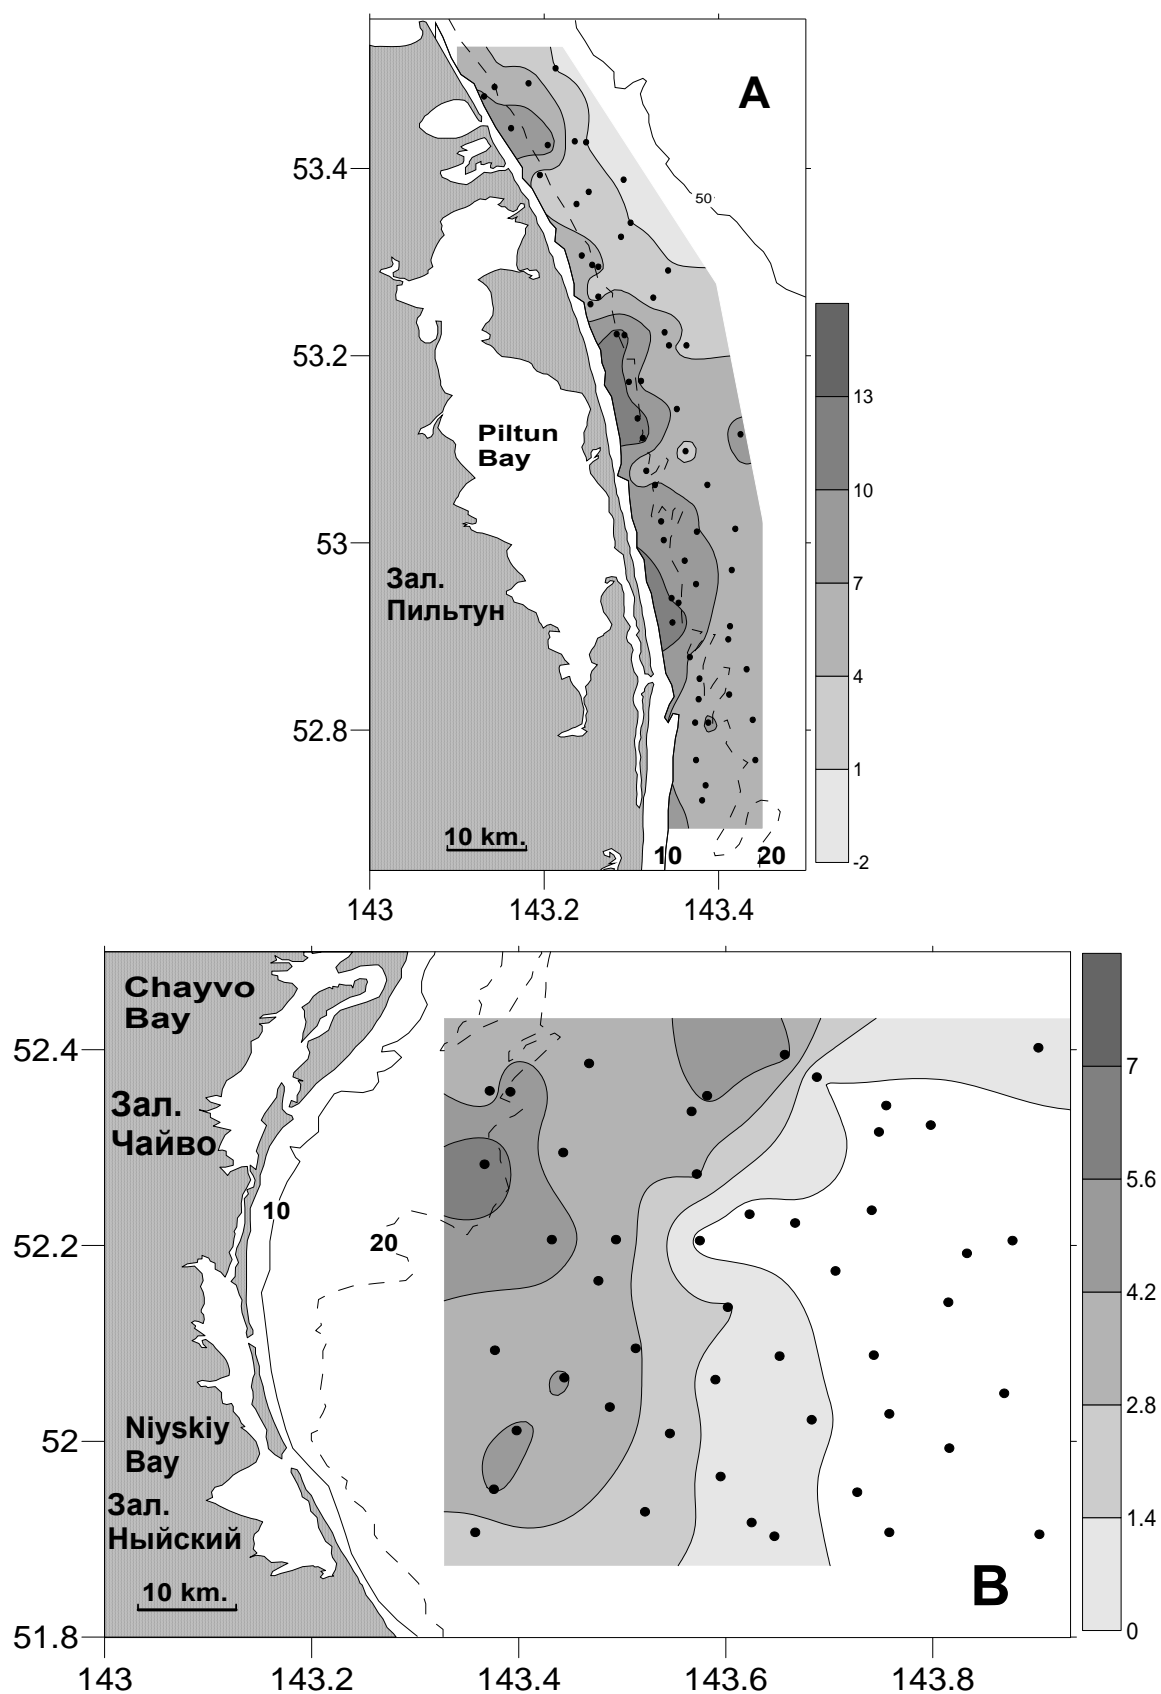 A
50
53.4
53.2
53
52.8
Piltun
Bay
Зал.
Пильтун
10 km.
10
20
13
10
7
4
1
-2
143
143.2
143.4
Chayvo
Bay
52.4
Зал.
Чайво
10
20
52.2
Niyskiy
Bay
52
Зал.
Ныйский
10 km.
B
51.8
7
5.6
4.2
2.8
1.4
0
143
143.2
143.4
143.6
143.8